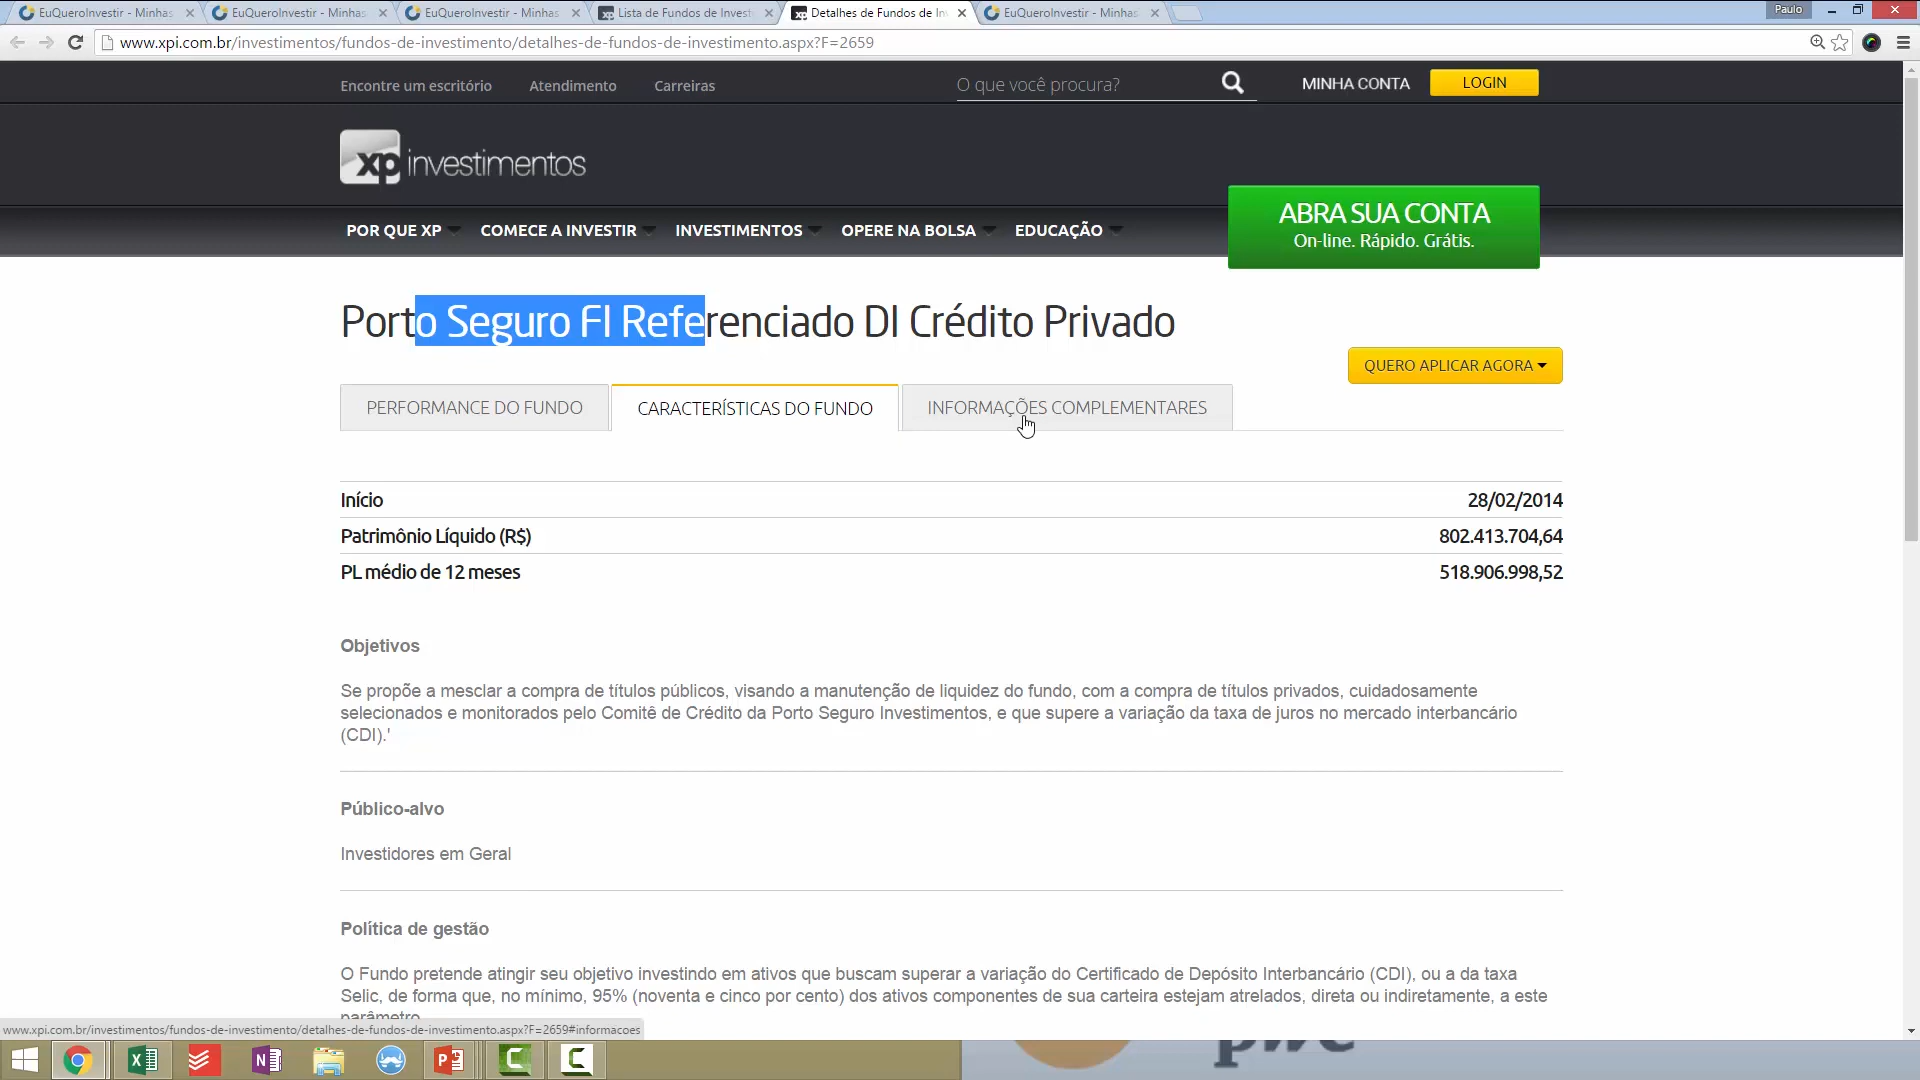 EuQueroInvestir - Minhas
EuQueroInvestir - Minhas
EuQueroInvestir - Minhas
Lista de Fundos de Invest
Detalhes de Fundos de In
EuQueroInvestir - Minhas
Paulo
www.xpi.com.br/investimentos/fundos-de-investimento/detalhes-de-fundos-de-investimento.aspx?F=2659
Encontre um escritório
Atendimento
Carreiras
O que você procura?
MINHA CONTA
LOGIN
xp investimentos
POR QUE XP
COMECE A INVESTIR
INVESTIMENTOS
OPERE NA BOLSA
EDUCAÇÃO
ABRA SUA CONTA
On-line. Rápido. Grátis.
Porto Seguro FI Referenciado DI Crédito Privado
QUERO APLICAR AGORA
PERFORMANCE DO FUNDO
CARACTERÍSTICAS DO FUNDO
INFORMAÇÕES COMPLEMENTARES
Início 28/02/2014
Patrimônio Líquido (R$) 802.413.704,64
PL médio de 12 meses 518.906.998,52
Objetivos
Se propõe a mesclar a compra de títulos públicos, visando a manutenção de liquidez do fundo, com a compra de títulos privados, cuidadosamente
selecionados e monitorados pelo Comitê de Crédito da Porto Seguro Investimentos, e que supere a variação da taxa de juros no mercado interbancário
(CDI).'
Público-alvo
Investidores em Geral
Política de gestão
O Fundo pretende atingir seu objetivo investindo em ativos que buscam superar a variação do Certificado de Depósito Interbancário (CDI), ou a da taxa
Selic, de forma que, no mínimo, 95% (noventa e cinco por cento) dos ativos componentes de sua carteira estejam atrelados, direta ou indiretamente, a este
parâmetro
www.xpi.com.br/investimentos/fundos-de-investimento/detalhes-de-fundos-de-investimento.aspx?F=2659#informacoes
pwc